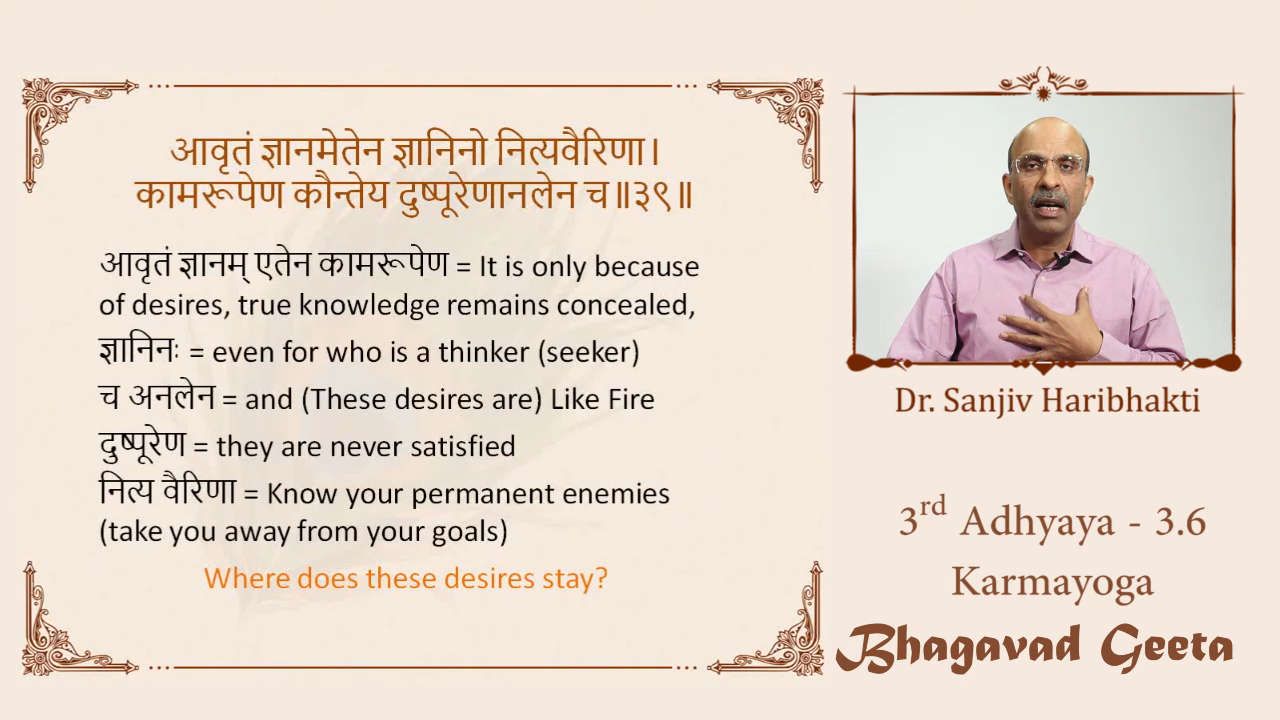 आवृतं ज्ञानमेतेन ज्ञानिनो नित्यवैरिणा।
कामरूपेण कौन्तेय दुष्पूरेणानलेन च॥३९॥
आवृतं ज्ञानम् एतेन कामरूपेण = It is only because
of desires, true knowledge remains concealed,
ज्ञानिनः = even for who is a thinker (seeker)
च अनलेन = and (These desires are) Like Fire
दुष्पूरेण = they are never satisfied
नित्य वैरिणा = Know your permanent enemies
(take you away from your goals)
Where does these desires stay?
Dr. Sanjiv Haribhakti
3rd Adhyaya - 3.6
Karmayoga
Bhagavad Geeta